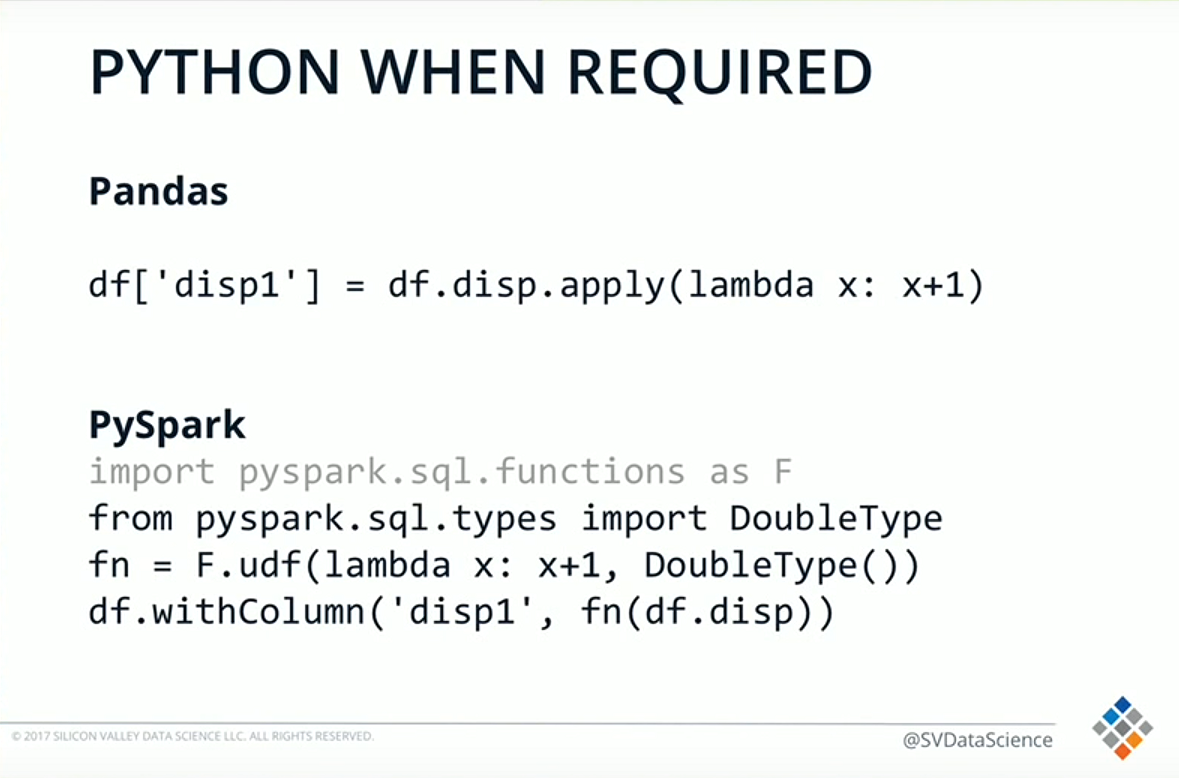 PYTHON WHEN REQUIRED
Pandas
df['disp1'] = df.disp.apply(lambda x: x+1)
PySpark
import pyspark.sql.functions as F
from pyspark.sql.types import DoubleType
fn = F.udf(lambda x: x+1, DoubleType())
df.withColumn('disp1', fn(df.disp))
© 2017 SILICON VALLEY DATA SCIENCE LLC. ALL RIGHTS RESERVED.
@SVDataScience